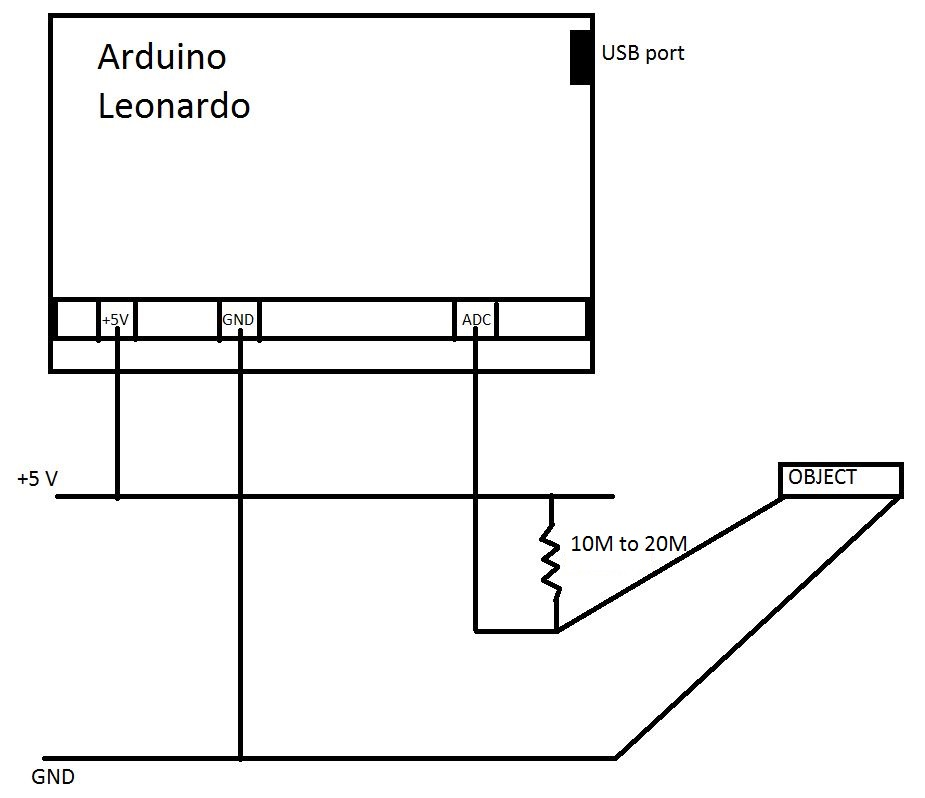 Arduino
Leonardo
USB port
+5V
GND
ADC
+5 V
OBJECT
10M to 20M
GND